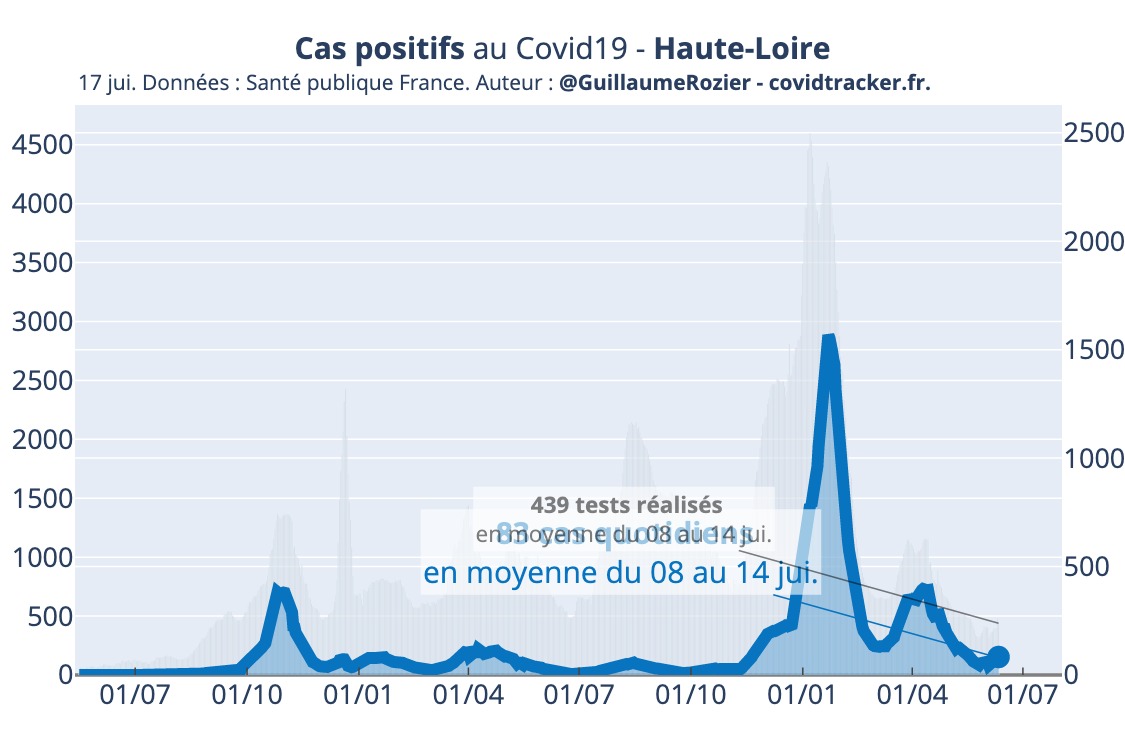 Cas positifs au Covid19 - Haute-Loire
17 jui. Données : Santé publique France. Auteur : @GuillaumeRozier - covidtracker.fr.
4500
4000
3500
3000
2500
2000
1500
1000
500
0
2500
2000
1500
1000
500
0
439 tests réalisés
en moyenne du 08 au 14 jui.
83 cas quotidiens
en moyenne du 08 au 14 jui.
01/07 01/10 01/01 01/04 01/07 01/10 01/01 01/04 01/07